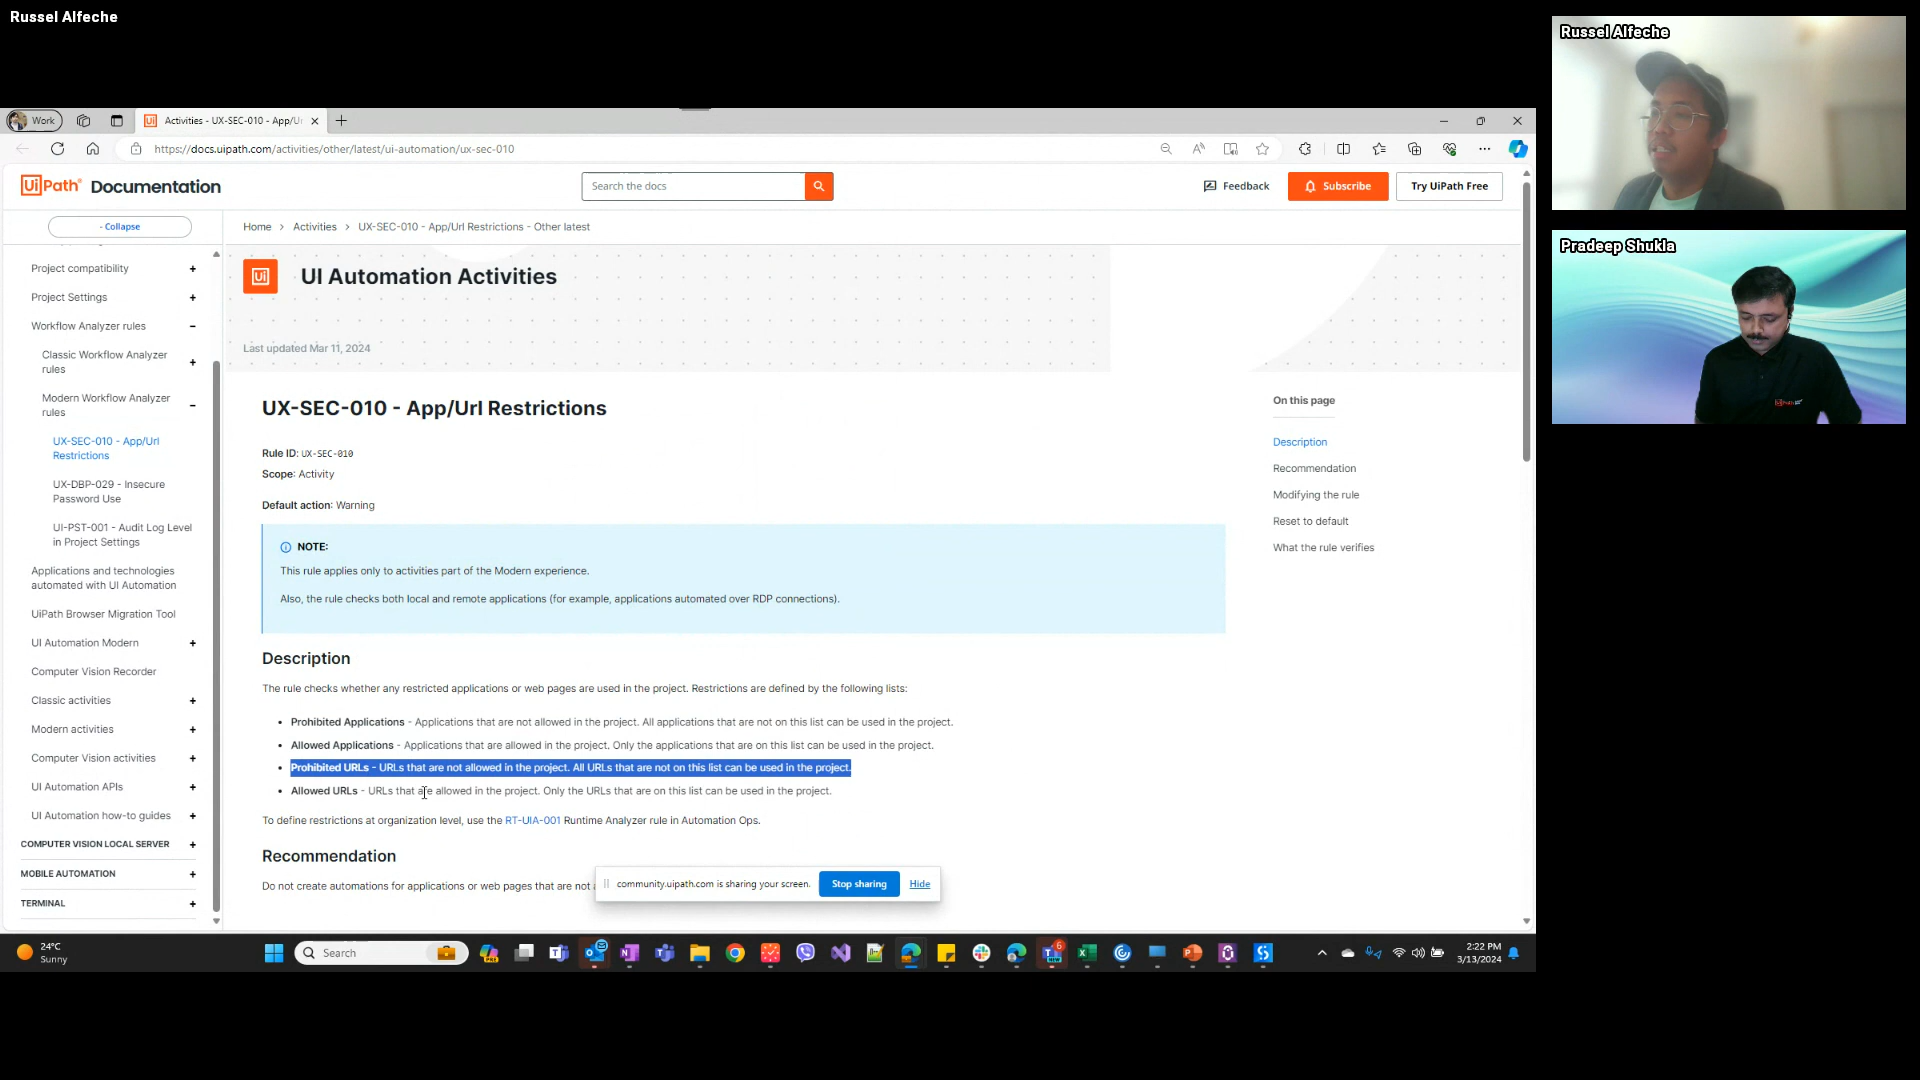 Russel Alfeche
Russel Alfeche
Pradeep Shukla
Work
Activities - UX-SEC-010 - App/U
https://docs.uipath.com/activities/other/latest/ui-automation/ux-sec-010
UiPath Documentation
Search the docs
Feedback
Subscribe
Try UiPath Free
- Collapse
Home > Activities > UX-SEC-010 - App/Url Restrictions - Other latest
Project compatibility +
Project Settings +
Workflow Analyzer rules −
Classic Workflow Analyzer
rules +
Modern Workflow Analyzer
rules −
UX-SEC-010 - App/Url
Restrictions
UX-DBP-029 - Insecure
Password Use
UI-PST-001 - Audit Log Level
in Project Settings
Applications and technologies
automated with UI Automation
UiPath Browser Migration Tool
UI Automation Modern +
Computer Vision Recorder
Classic activities +
Modern activities +
Computer Vision activities +
UI Automation APIs +
UI Automation how-to guides +
COMPUTER VISION LOCAL SERVER +
MOBILE AUTOMATION +
TERMINAL +
Ui UI Automation Activities
Last updated Mar 11, 2024
UX-SEC-010 - App/Url Restrictions
Rule ID: UX-SEC-010
Scope: Activity
Default action: Warning
NOTE:
This rule applies only to activities part of the Modern experience.
Also, the rule checks both local and remote applications (for example, applications automated over RDP connections).
Description
The rule checks whether any restricted applications or web pages are used in the project. Restrictions are defined by the following lists:
• Prohibited Applications - Applications that are not allowed in the project. All applications that are not on this list can be used in the project.
• Allowed Applications - Applications that are allowed in the project. Only the applications that are on this list can be used in the project.
• Prohibited URLs - URLs that are not allowed in the project. All URLs that are not on this list can be used in the project.
• Allowed URLs - URLs that are allowed in the project. Only the URLs that are on this list can be used in the project.
To define restrictions at organization level, use the RT-UIA-001 Runtime Analyzer rule in Automation Ops.
Recommendation
Do not create automations for applications or web pages that are not
On this page
Description
Recommendation
Modifying the rule
Reset to default
What the rule verifies
community.uipath.com is sharing your screen. Stop sharing Hide
24°C
Sunny
Search
6
2:22 PM
3/13/2024